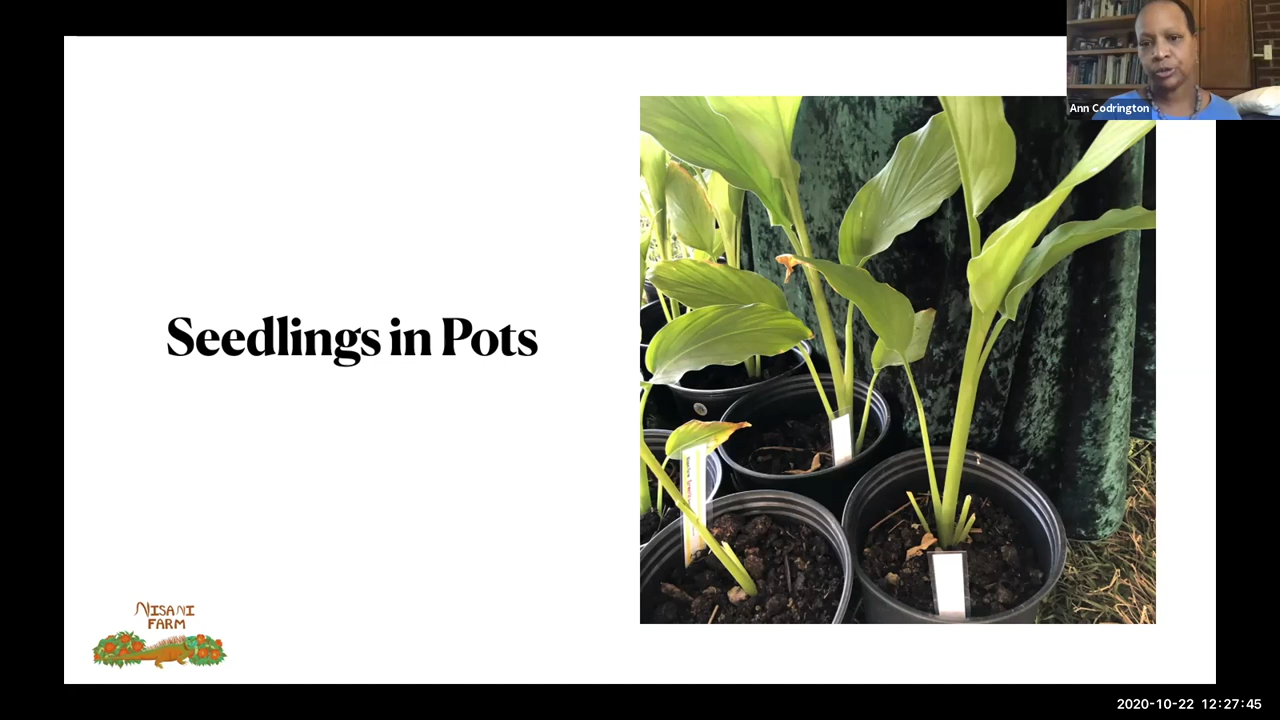 Ann Codrington
Seedlings in Pots
NISANI
FARM
2020-10-22 12:27:45